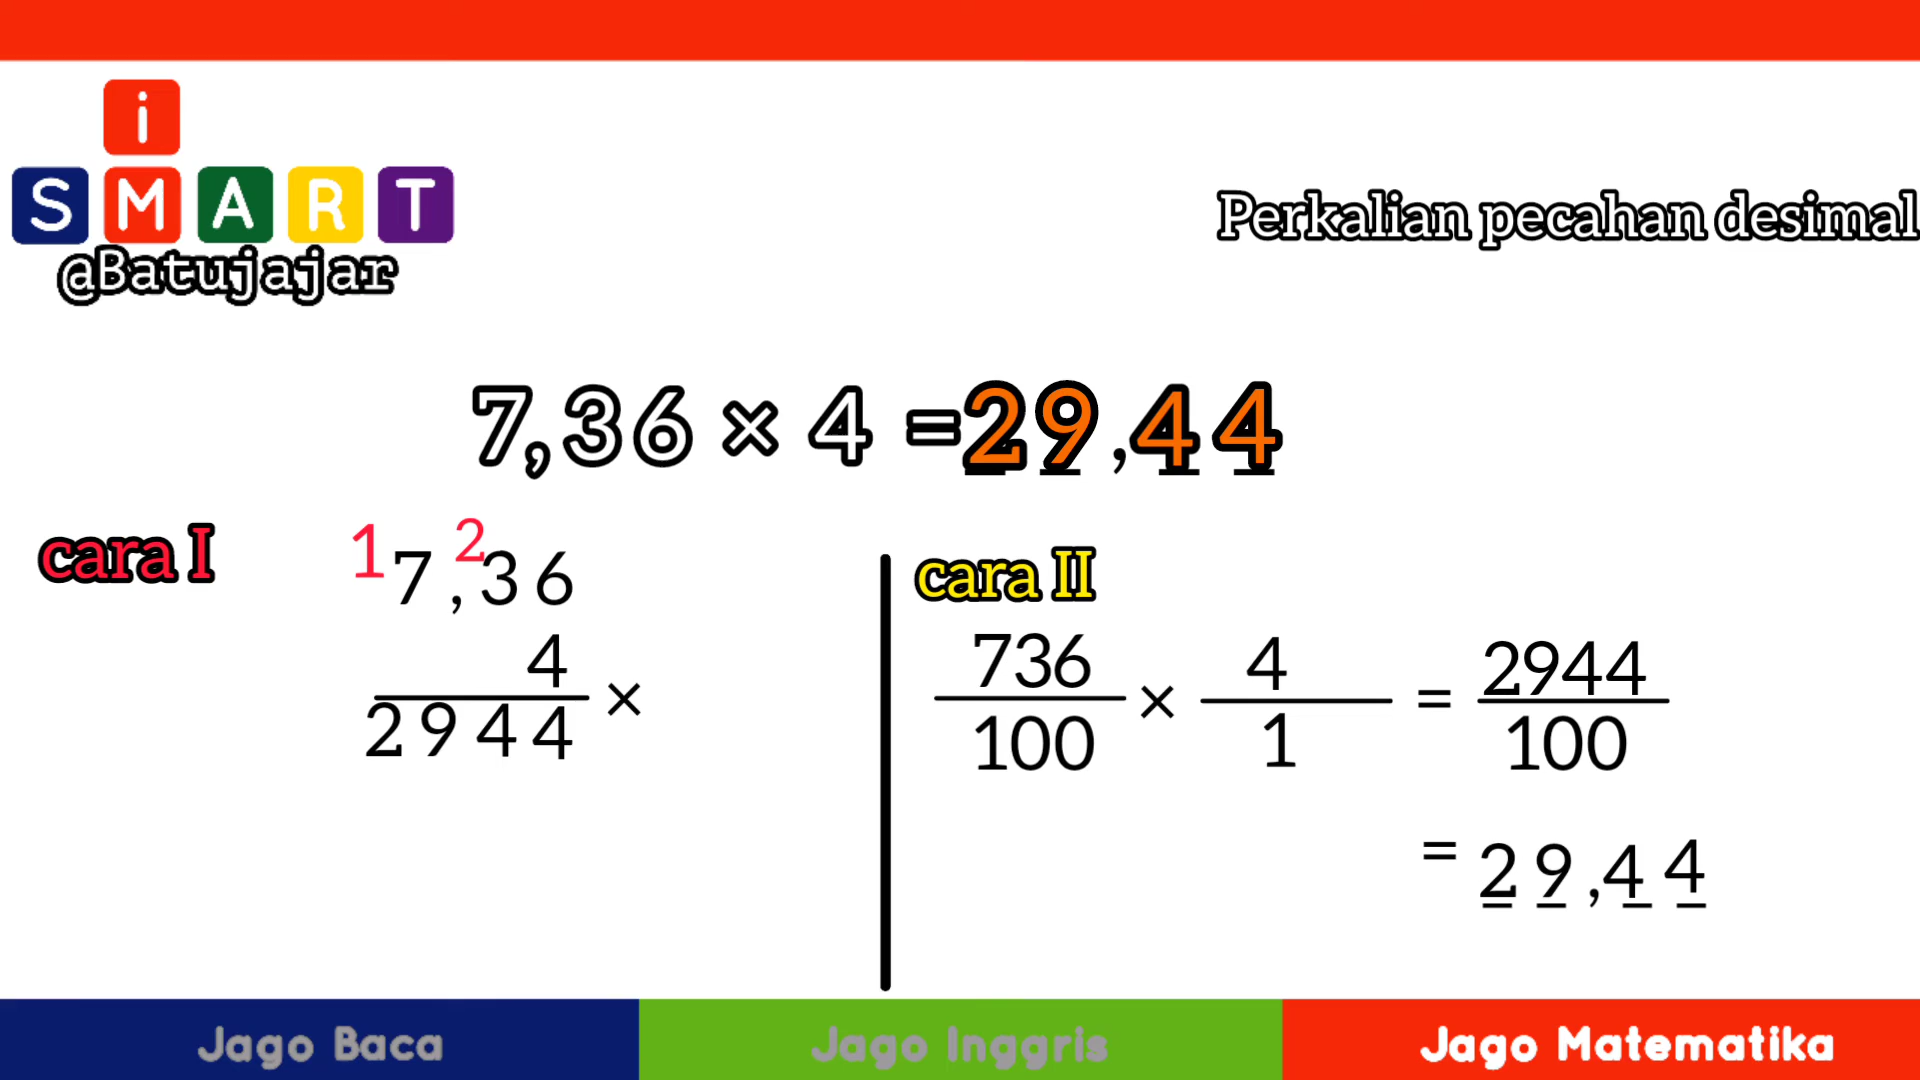 i
SMART
@Batujajar
Perkalian pecahan desimal
7,36 × 4 = 29,44
cara I
1 2
7,36
4 ×
2944
cara II
736/100 × 4/1 = 2944/100
= 29,44
Jago Baca
Jago Inggris
Jago Matematika